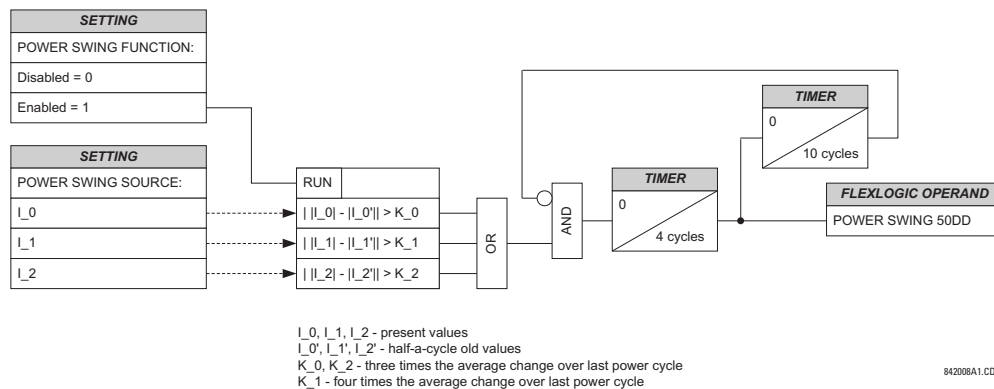 SETTING
POWER SWING FUNCTION:
Disabled = 0
Enabled = 1
SETTING
POWER SWING SOURCE:
I_0
I_1
I_2
RUN
| |I_0| - |I_0'|| > K_0
| |I_1| - |I_1'|| > K_1
| |I_2| - |I_2'|| > K_2
OR
AND
TIMER
0
4 cycles
TIMER
0
10 cycles
FLEXLOGIC OPERAND
POWER SWING 50DD
I_0, I_1, I_2 - present values
I_0', I_1', I_2' - half-a-cycle old values
K_0, K_2 - three times the average change over last power cycle
K_1 - four times the average change over last power cycle
842008A1.CD